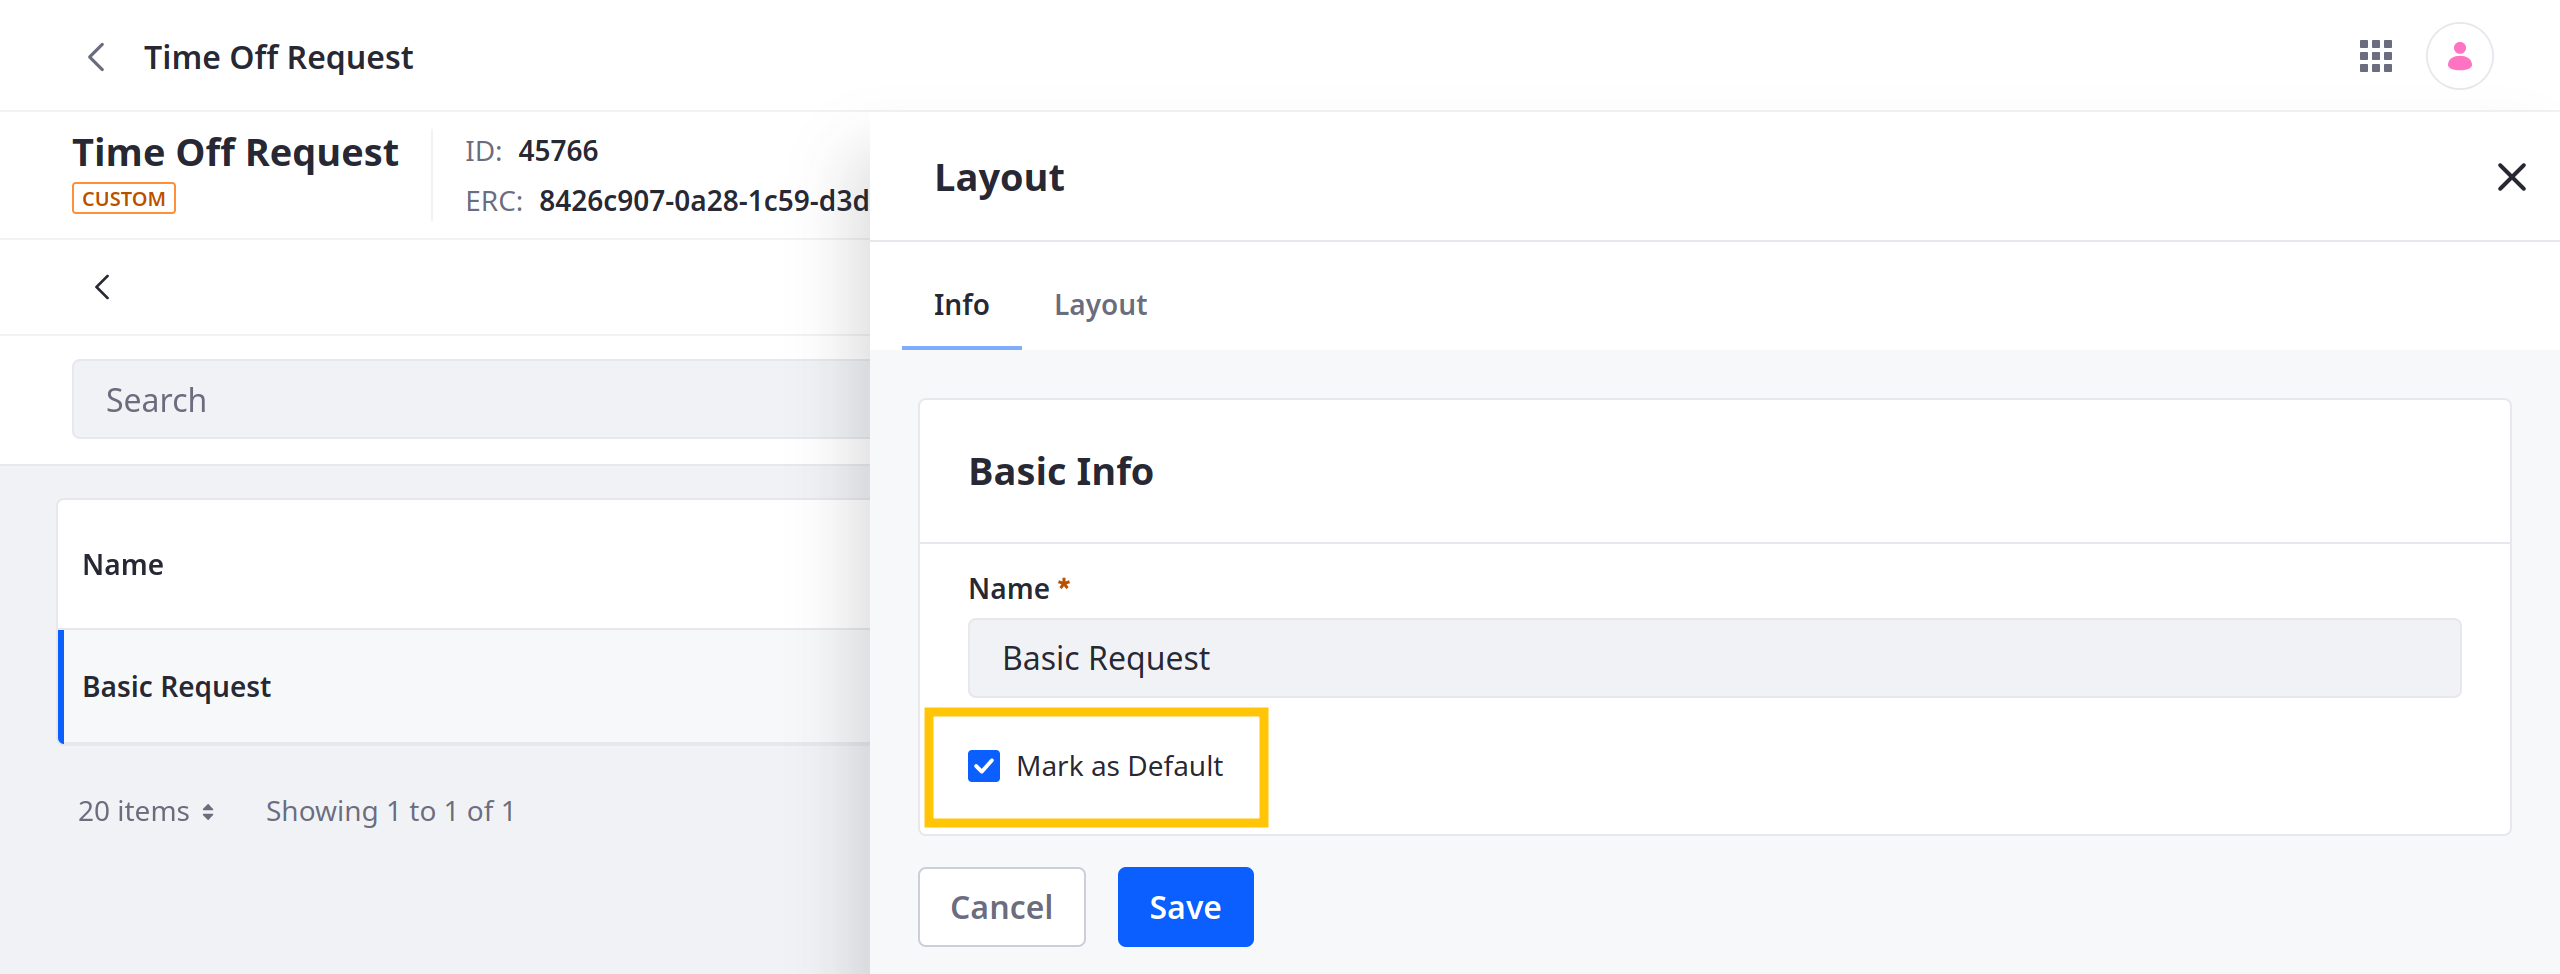 Time Off Request
Time Off Request
CUSTOM
ID: 45766
ERC: 8426c907-0a28-1c59-d3d
Search
Name
Basic Request
20 items
Showing 1 to 1 of 1
Layout
Info
Layout
Basic Info
Name *
Basic Request
Mark as Default
Cancel
Save